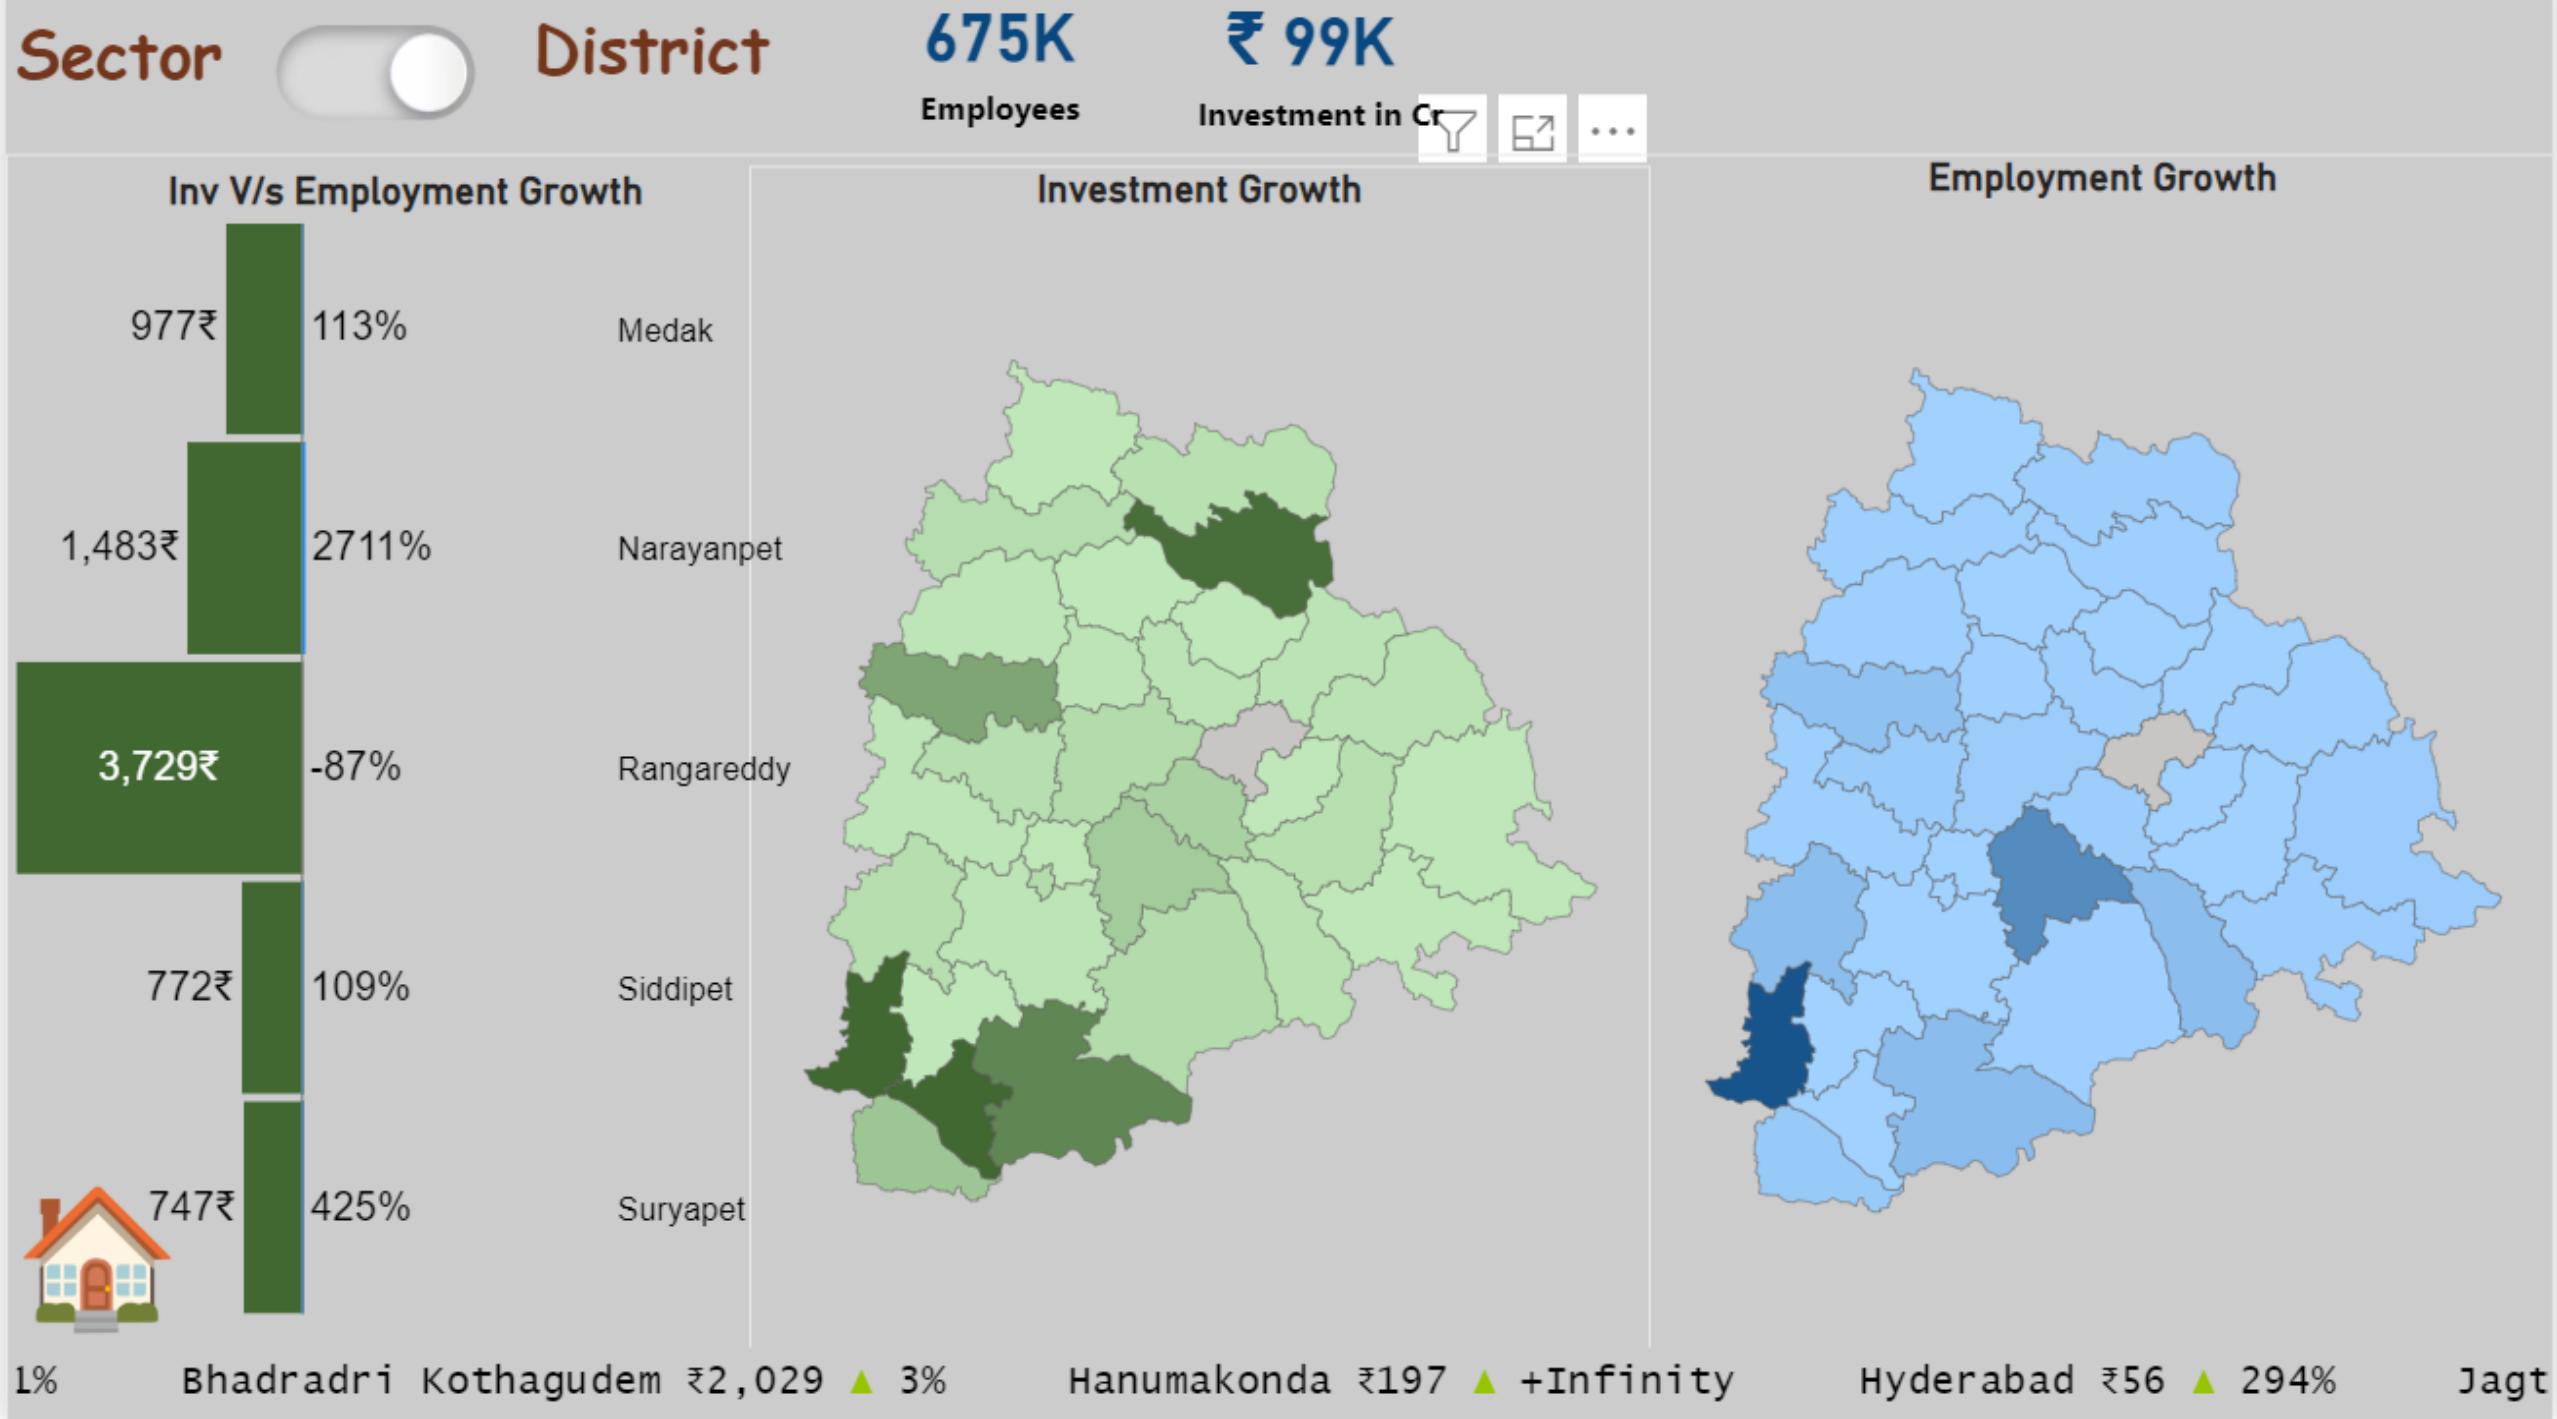 Sector District
675K
Employees
₹ 99K
Investment in Cr
Inv V/s Employment Growth
977₹ 113% Medak
1,483₹ 2711% Narayanpet
3,729₹ -87% Rangareddy
772₹ 109% Siddipet
747₹ 425% Suryapet
Investment Growth
Employment Growth
1% Bhadradri Kothagudem ₹2,029 ▲ 3% Hanumakonda ₹197 ▲ +Infinity Hyderabad ₹56 ▲ 294% Jagt